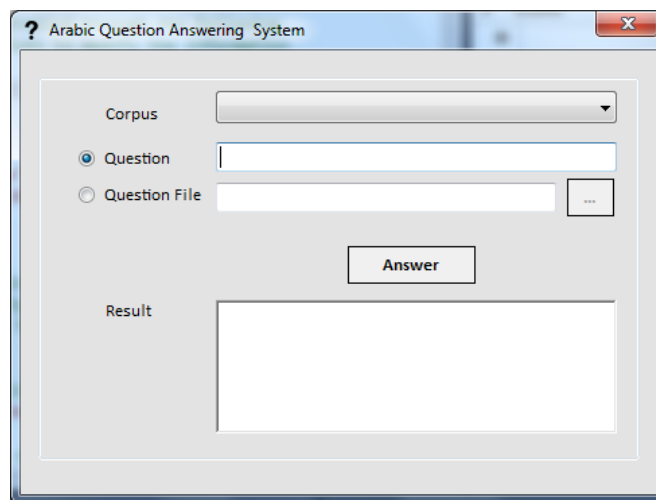 ? Arabic Question Answering System
Corpus
Question
Question File
...
Answer
Result